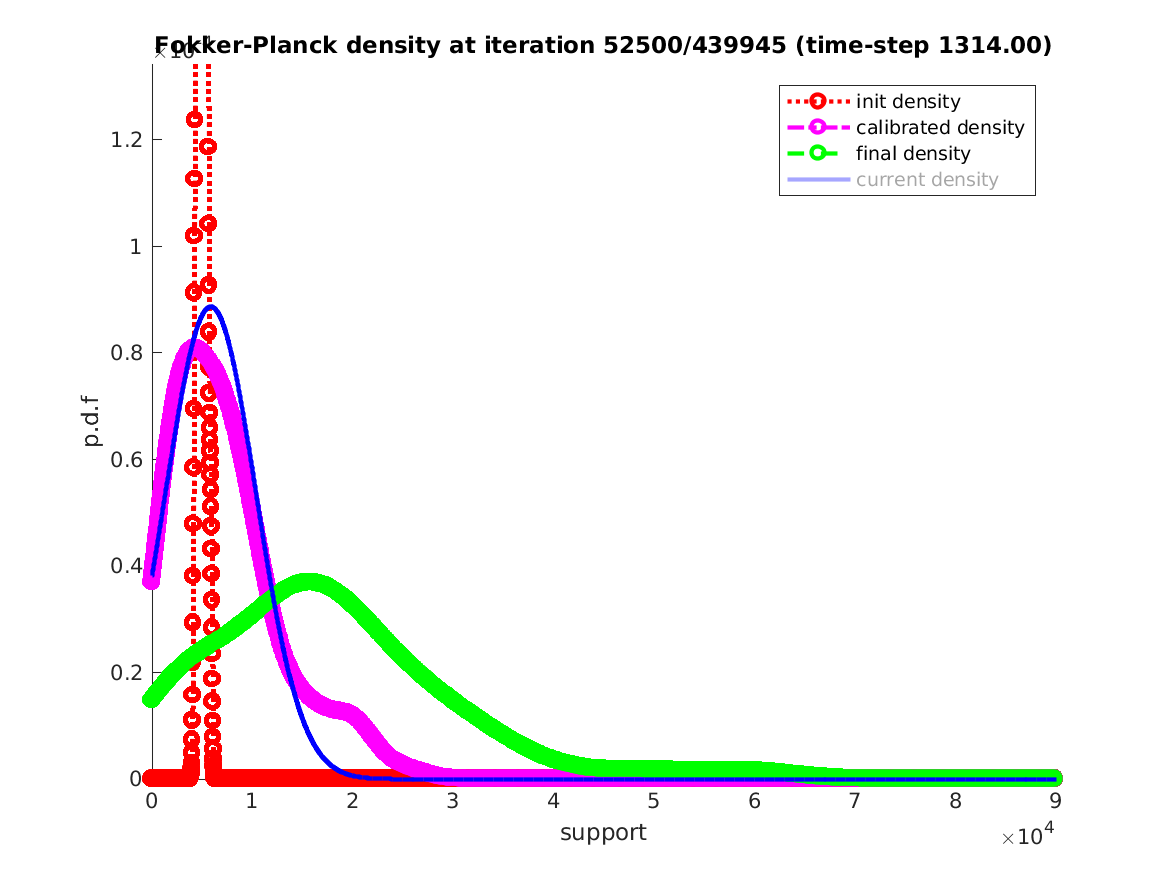 Fokker-Planck density at iteration 52500/439945 (time-step 1314.00)
×10
init density
calibrated density
final density
current density
1.2
1
0.8
0.6
0.4
0.2
0
p.d.f
0 1 2 3 4 5 6 7 8 9
support
×10⁴